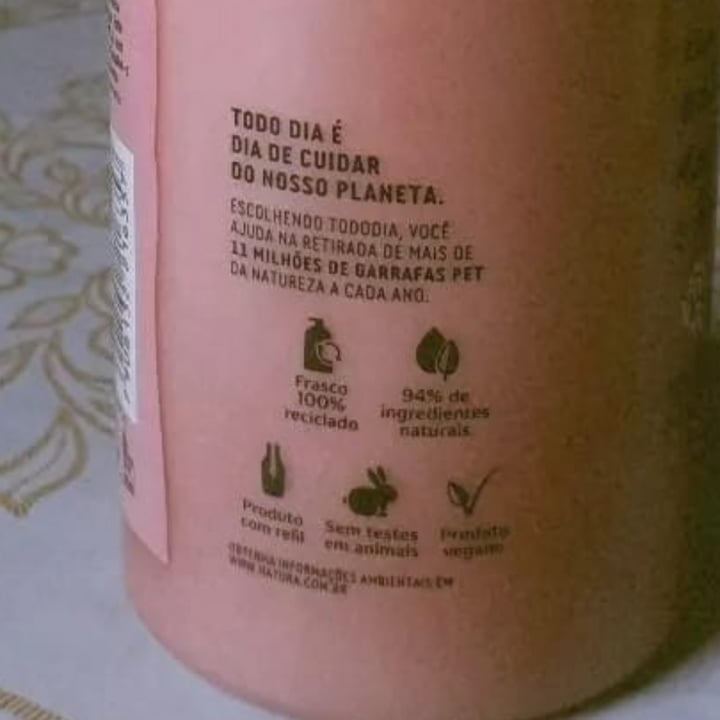 TODO DIA É
DIA DE CUIDAR
DO NOSSO PLANETA.
ESCOLHENDO TODODIA, VOCÊ
AJUDA NA RETIRADA DE MAIS DE
11 MILHÕES DE GARRAFAS PET
DA NATUREZA A CADA ANO.
Frasco
100%
reciclado
94% de
ingredientes
naturais
Produto
com refil
Sem testes
em animais
Produto
vegano
OBTENHA INFORMAÇÕES AMBIENTAIS EM
WWW.NATURA.COM.BR